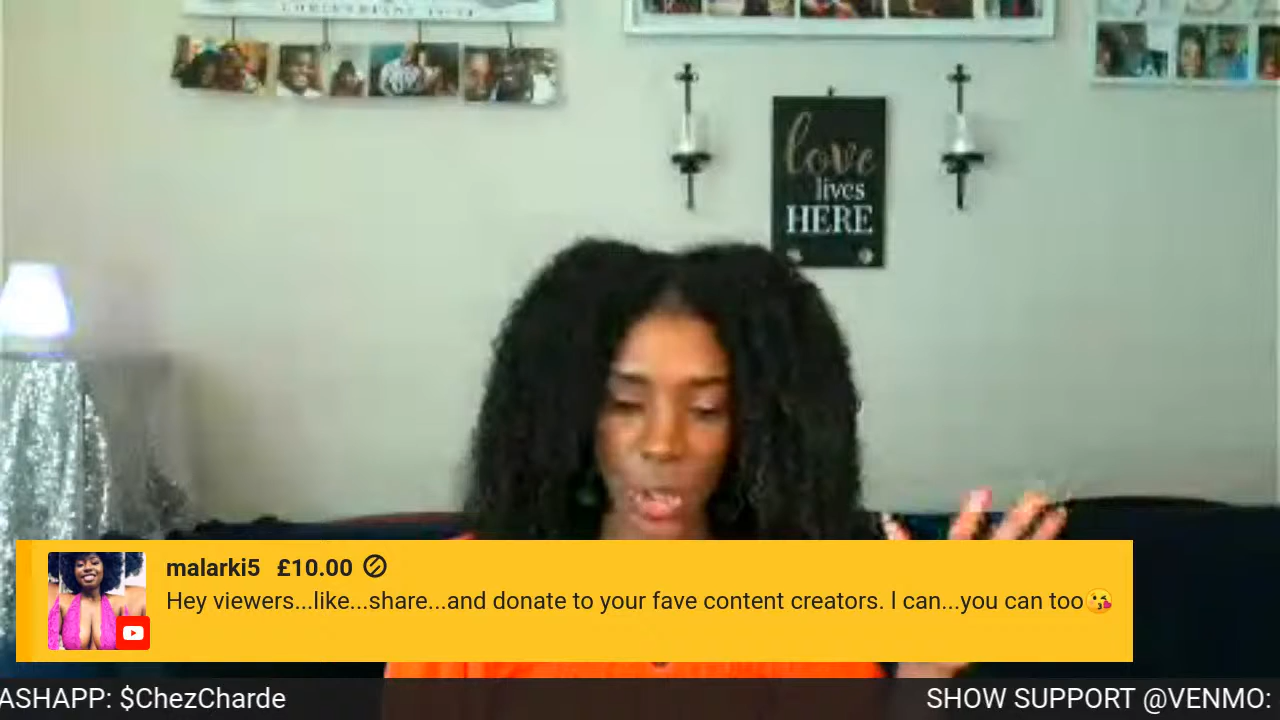 love
lives
HERE
malarki5 £10.00
Hey viewers...like...share...and donate to your fave content creators. I can...you can too😘
ASHAPP: $ChezCharde
SHOW SUPPORT @VENMO: